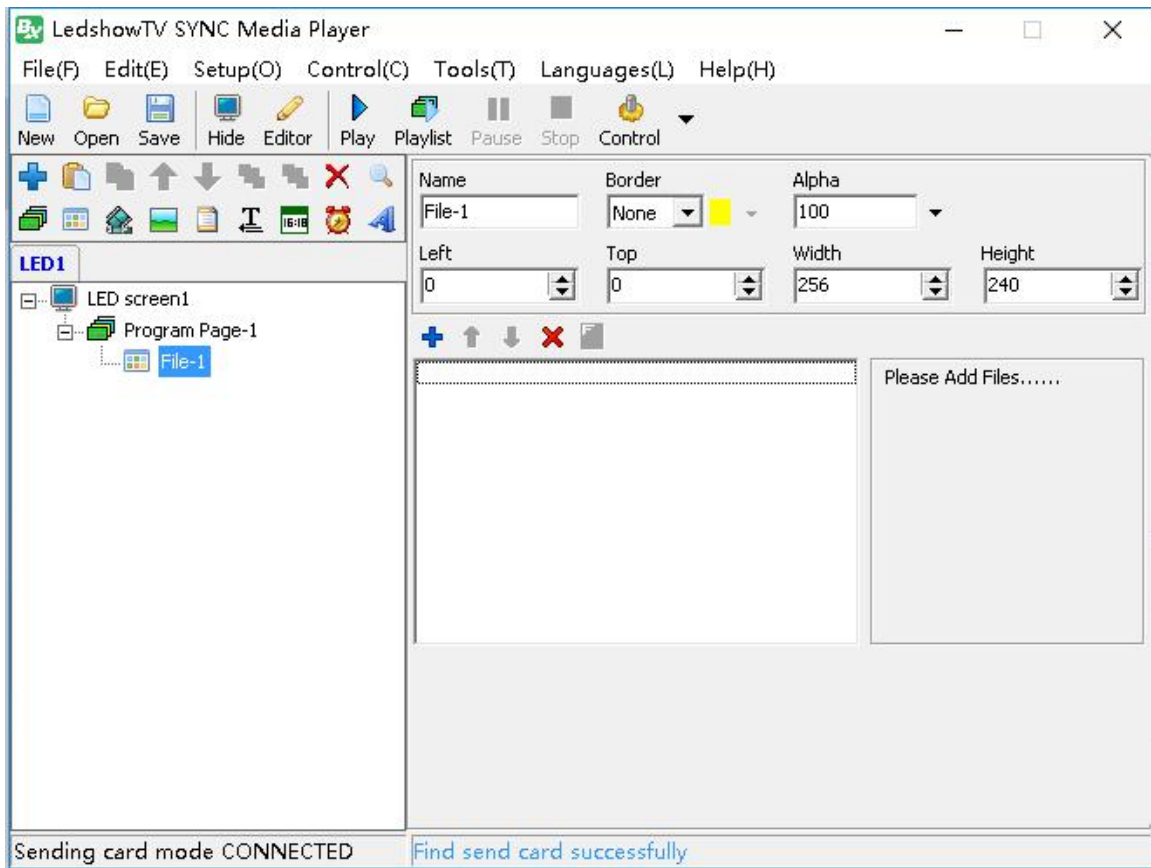 LedshowTV SYNC Media Player
File(F) Edit(E) Setup(O) Control(C) Tools(T) Languages(L) Help(H)
New Open Save Hide Editor Play Playlist Pause Stop Control
Name Border Alpha
File-1 None 100
Left Top Width Height
0 0 256 240
LED1
LED screen1
Program Page-1
File-1
Please Add Files......
Sending card mode CONNECTED
Find send card successfully